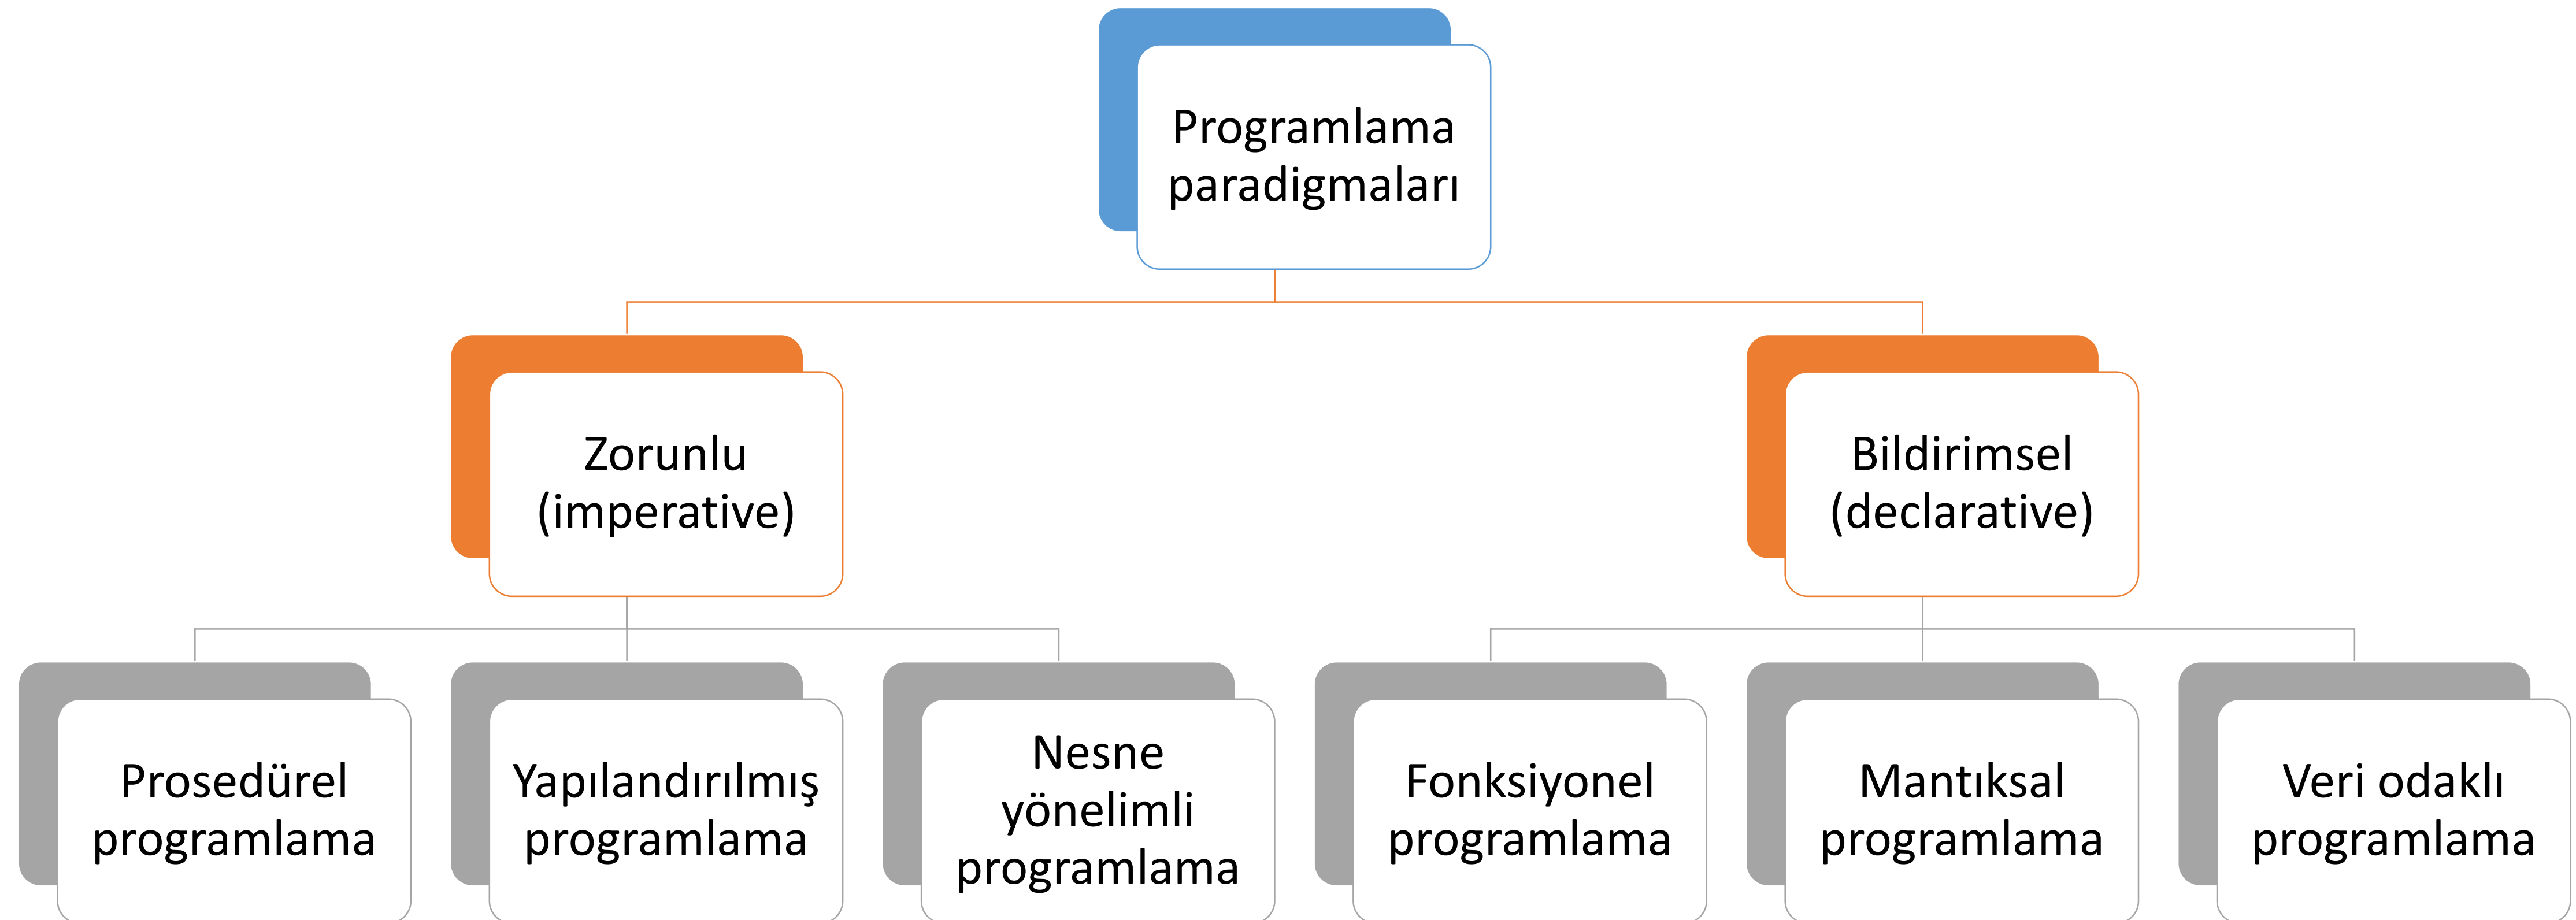 Programlama
paradigmaları
Zorunlu
(imperative)
Bildirimsel
(declarative)
Prosedürel
programlama
Yapılandırılmış
programlama
Nesne
yönelimli
programlama
Fonksiyonel
programlama
Mantıksal
programlama
Veri odaklı
programlama